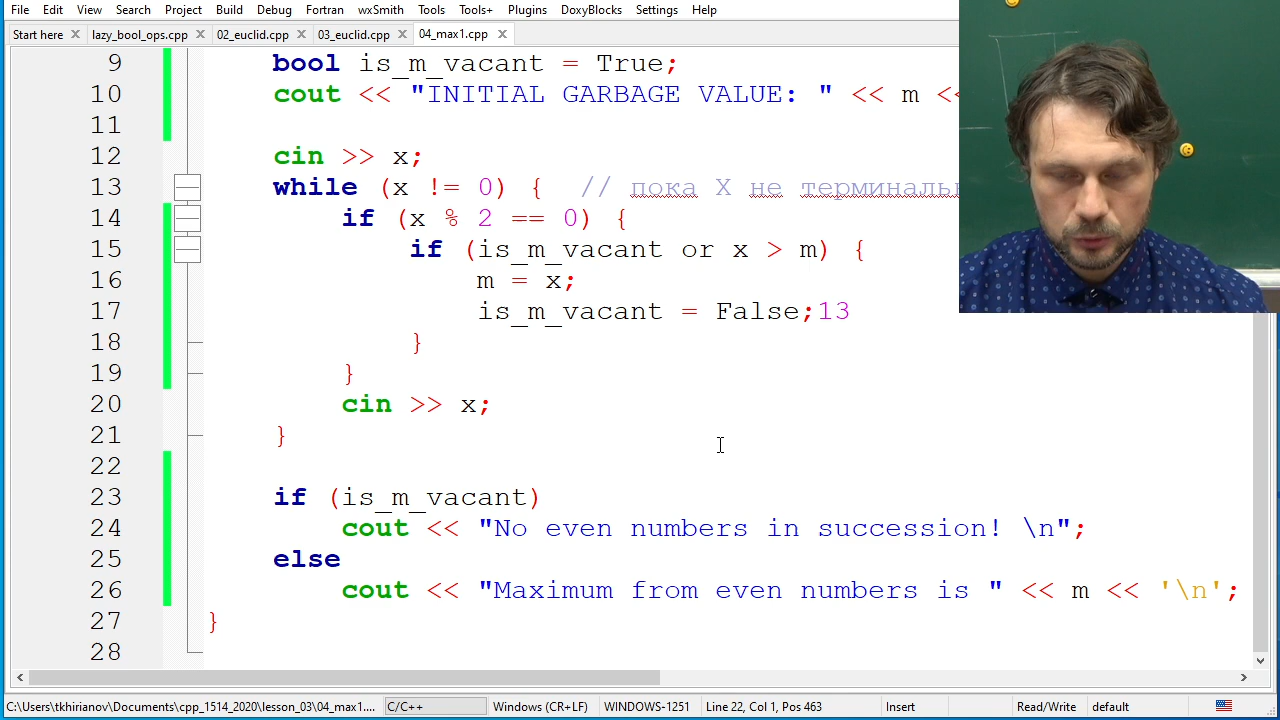 File Edit View Search Project Build Debug Fortran wxSmith Tools Tools+ Plugins DoxyBlocks Settings Help
Start here lazy_bool_ops.cpp 02_euclid.cpp 03_euclid.cpp 04_max1.cpp
9 bool is_m_vacant = True;
10 cout << "INITIAL GARBAGE VALUE: " << m <<
11
12 cin >> x;
13 while (x != 0) { // пока X не
14 if (x % 2 == 0) {
15 if (is_m_vacant or x > m) {
16 m = x;
17 is_m_vacant = False;13
18 }
19 }
20 cin >> x;
21 }
22
23 if (is_m_vacant)
24 cout << "No even numbers in succession! \n";
25 else
26 cout << "Maximum from even numbers is " << m << '\n';
27 }
28
C:\Users\tkhirianov\Documents\cpp_1514_2020\lesson_03\04_max1.... C/C++ Windows (CR+LF) WINDOWS-1251 Line 22, Col 1, Pos 463 Insert Read/Write default